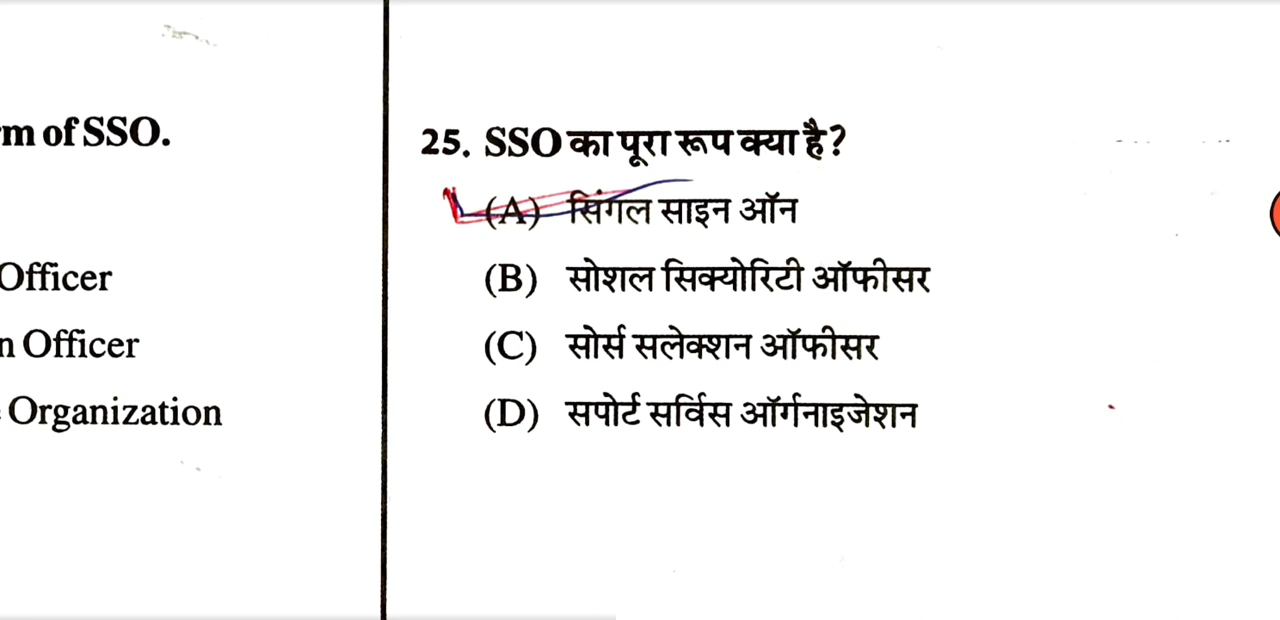 m of SSO.
Officer
n Officer
Organization
25. SSO का पूरा रूप क्या है?
(A) सिंगल साइन ऑन
(B) सोशल सिक्योरिटी ऑफीसर
(C) सोर्स सलेक्शन ऑफीसर
(D) सपोर्ट सर्विस ऑर्गनाइजेशन